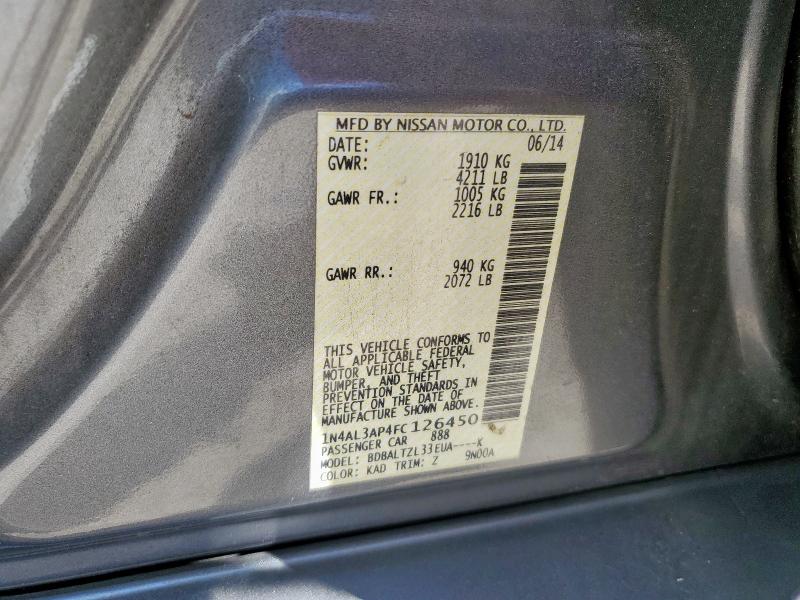 MFD BY NISSAN MOTOR CO., LTD.
DATE: 06/14
GVWR: 1910 KG
4211 LB
GAWR FR.: 1005 KG
2216 LB
GAWR RR.: 940 KG
2072 LB
THIS VEHICLE CONFORMS TO
ALL APPLICABLE FEDERAL
MOTOR VEHICLE SAFETY,
BUMPER, AND THEFT
PREVENTION STANDARDS IN
EFFECT ON THE DATE OF
MANUFACTURE SHOWN ABOVE.
1N4AL3AP4FC126450
PASSENGER CAR 888
MODEL: BDBALTZL33EUA----K
COLOR: KAD TRIM: Z 9N00A